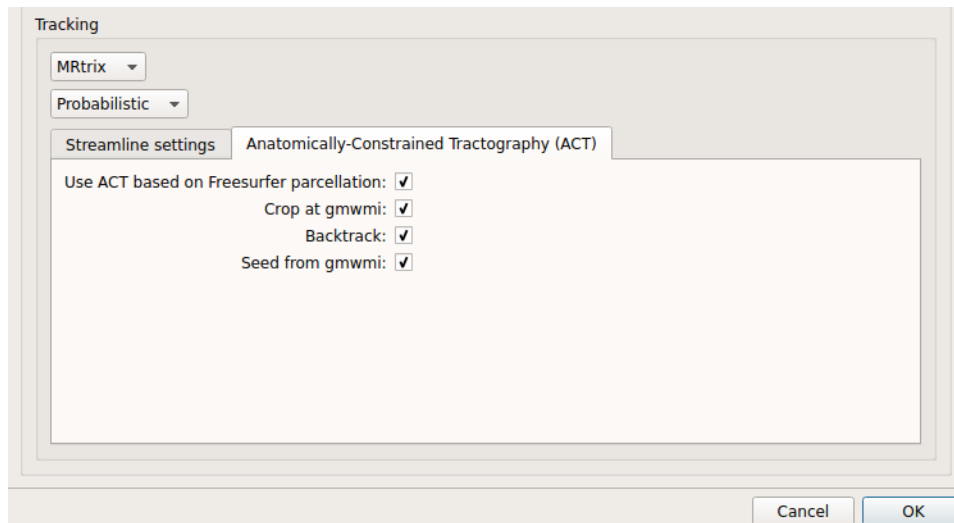 Tracking
MRtrix
Probabilistic
Streamline settings Anatomically-Constrained Tractography (ACT)
Use ACT based on Freesurfer parcellation:
Crop at gmwmi:
Backtrack:
Seed from gmwmi:
Cancel OK